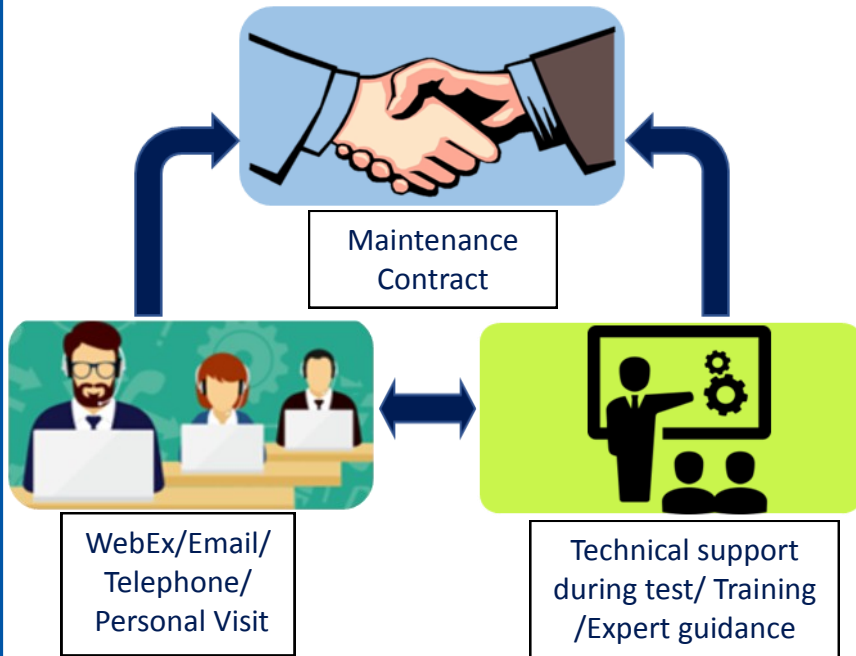 Maintenance
Contract
WebEx/Email/
Telephone/
Personal Visit
Technical support
during test/ Training
/Expert guidance